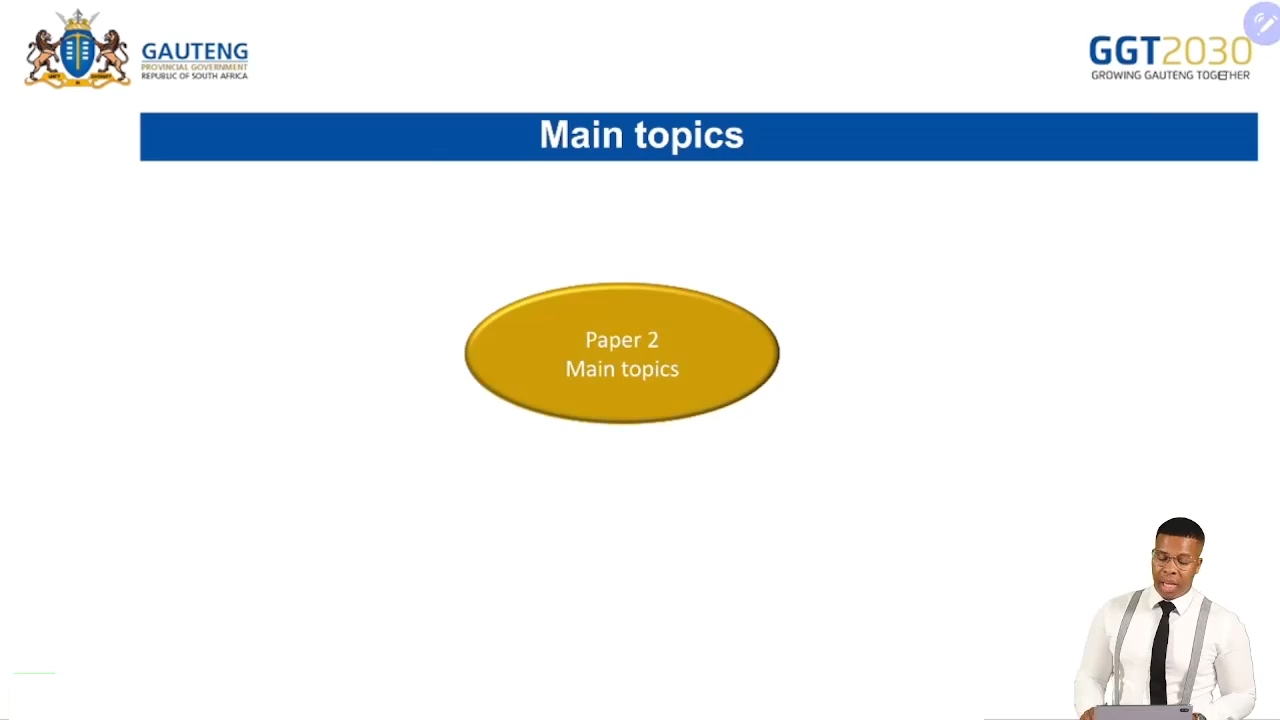 GAUTENG
PROVINCIAL GOVERNMENT
REPUBLIC OF SOUTH AFRICA
GGT2030
GROWING GAUTENG TOGETHER
Main topics
Paper 2
Main topics